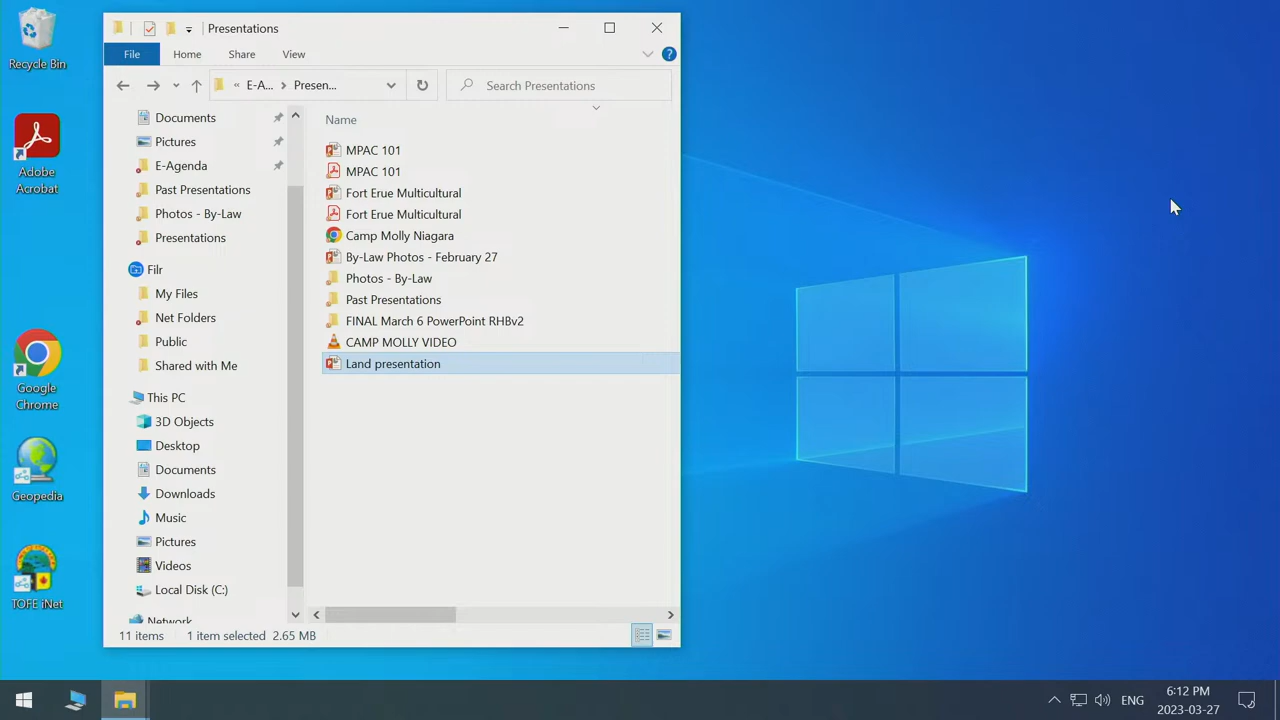 Recycle Bin
Adobe
Acrobat
Google
Chrome
Geopedia
TOFE iNet
Presentations
File
Home
Share
View
« E-A... > Presen...
Search Presentations
Documents
Pictures
E-Agenda
Past Presentations
Photos - By-Law
Presentations
Filr
My Files
Net Folders
Public
Shared with Me
This PC
3D Objects
Desktop
Documents
Downloads
Music
Pictures
Videos
Local Disk (C:)
Network
Name
MPAC 101
MPAC 101
Fort Erue Multicultural
Fort Erue Multicultural
Camp Molly Niagara
By-Law Photos - February 27
Photos - By-Law
Past Presentations
FINAL March 6 PowerPoint RHBv2
CAMP MOLLY VIDEO
Land presentation
11 items
1 item selected 2.65 MB
ENG
6:12 PM
2023-03-27